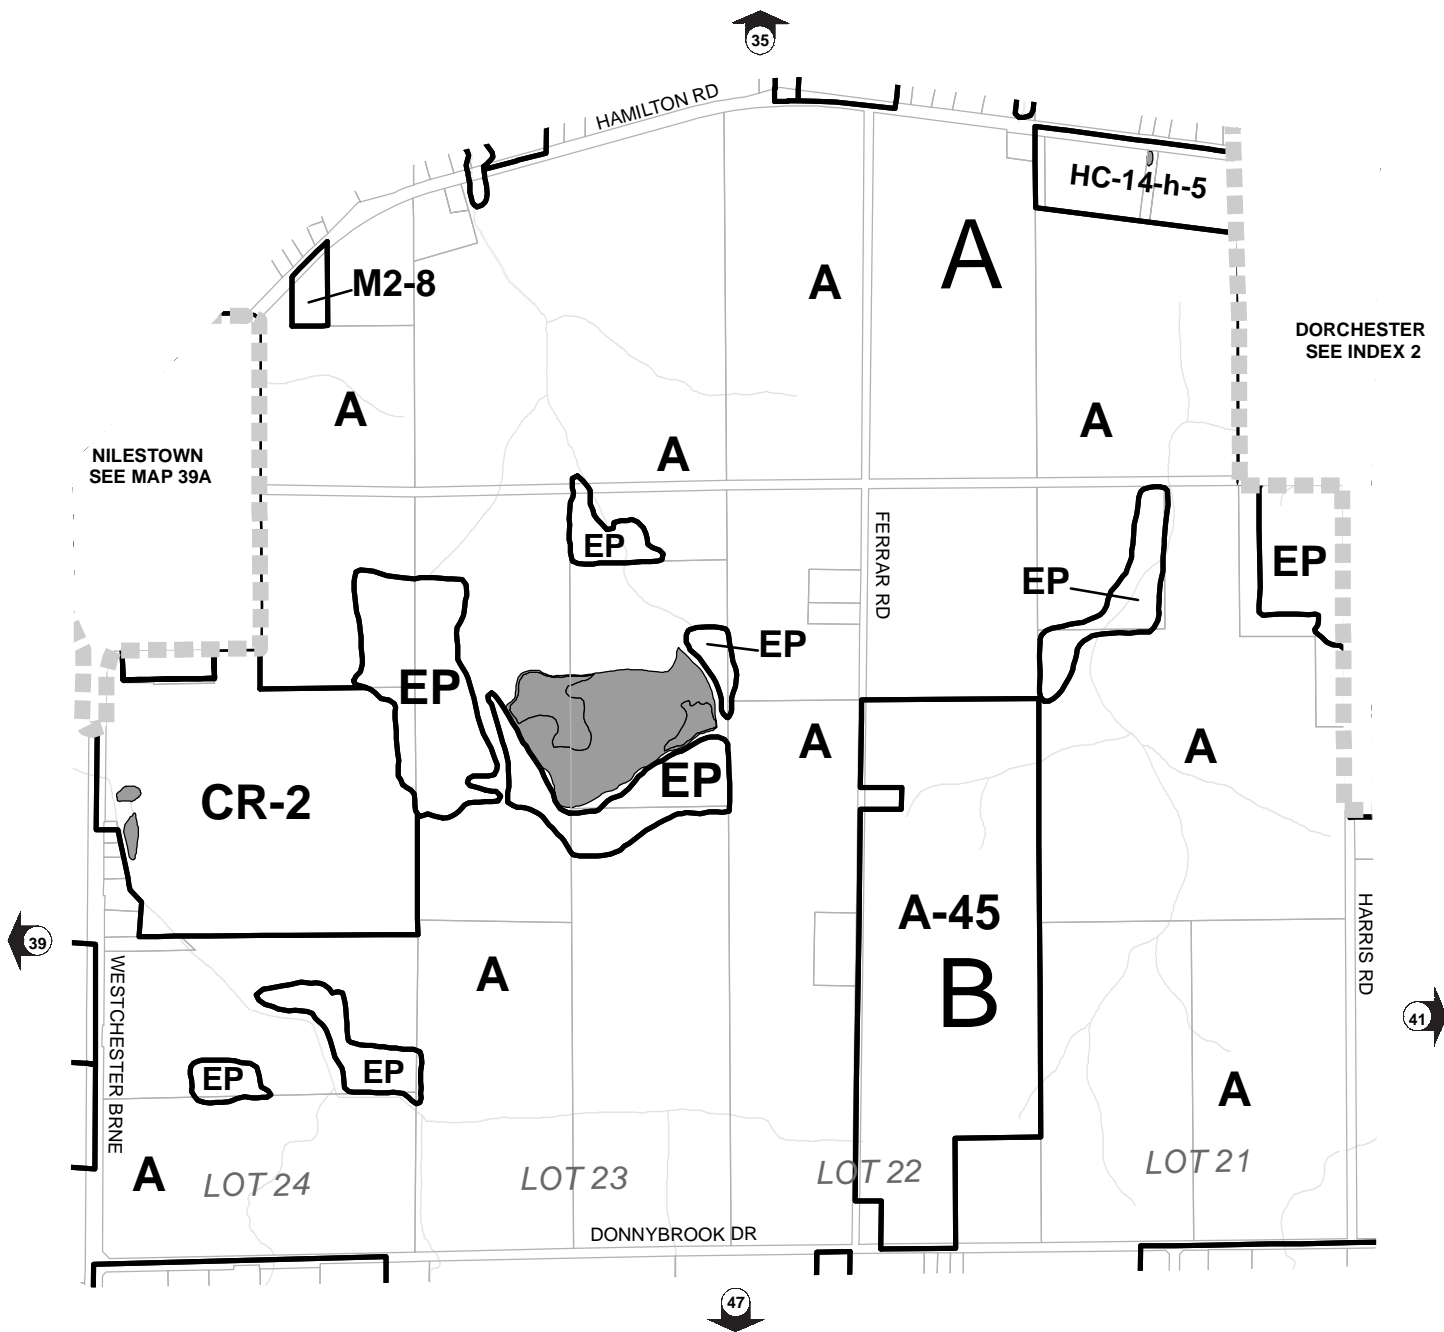 35
HAMILTON RD
HC-14-h-5
A
A
M2-8
DORCHESTER
SEE INDEX 2
A
A
A
NILESTOWN
SEE MAP 39A
FERRAR RD
EP
EP
EP
EP
EP
A
A
EP
CR-2
A-45
HARRIS RD
39
A
WESTCHESTER BRNE
B
41
EP
EP
A
A
LOT 24
LOT 23
LOT 22
LOT 21
DONNYBROOK DR
47